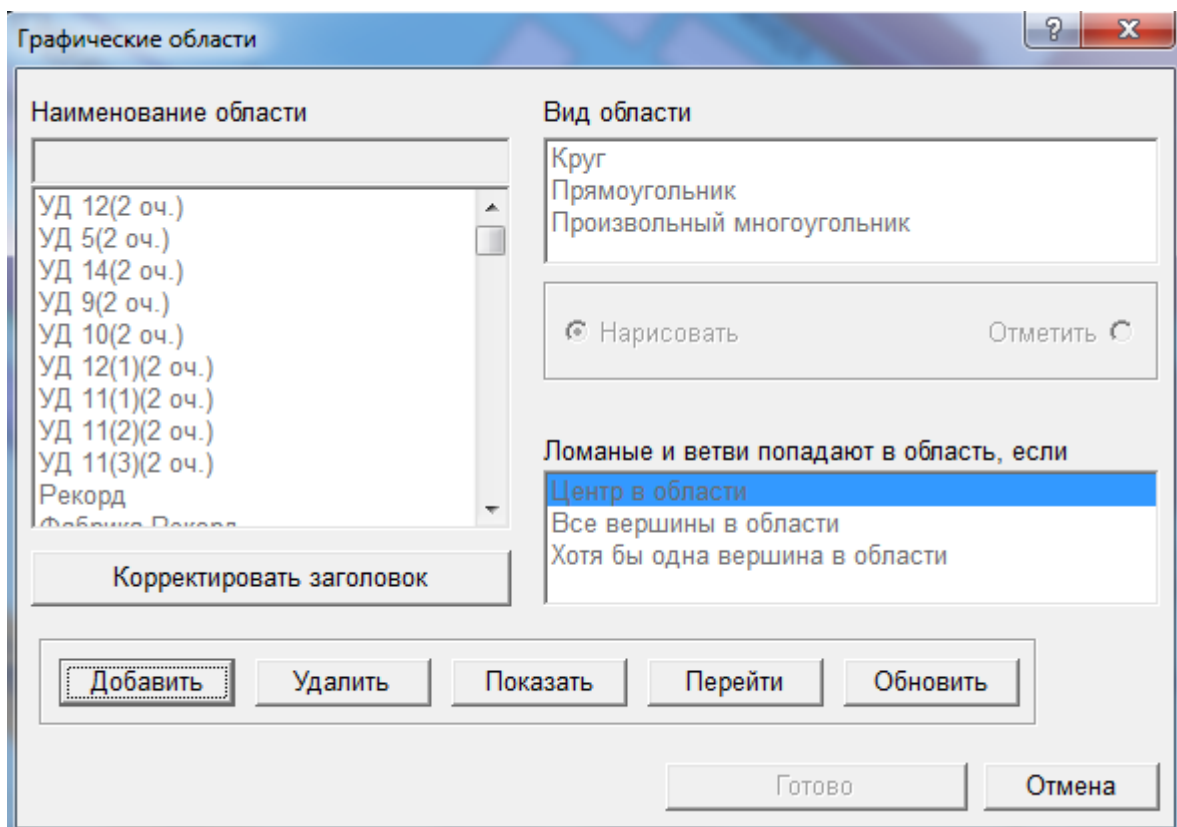 Графические области
Наименование области
УД 12(2 оч.)
УД 5(2 оч.)
УД 14(2 оч.)
УД 9(2 оч.)
УД 10(2 оч.)
УД 12(1)(2 оч.)
УД 11(1)(2 оч.)
УД 11(2)(2 оч.)
УД 11(3)(2 оч.)
Рекорд
Фабрика Рекорд
Корректировать заголовок
Вид области
Круг
Прямоугольник
Произвольный многоугольник
Нарисовать Отметить
Ломаные и ветви попадают в область, если
Центр в области
Все вершины в области
Хотя бы одна вершина в области
Добавить Удалить Показать Перейти Обновить
Готово Отмена